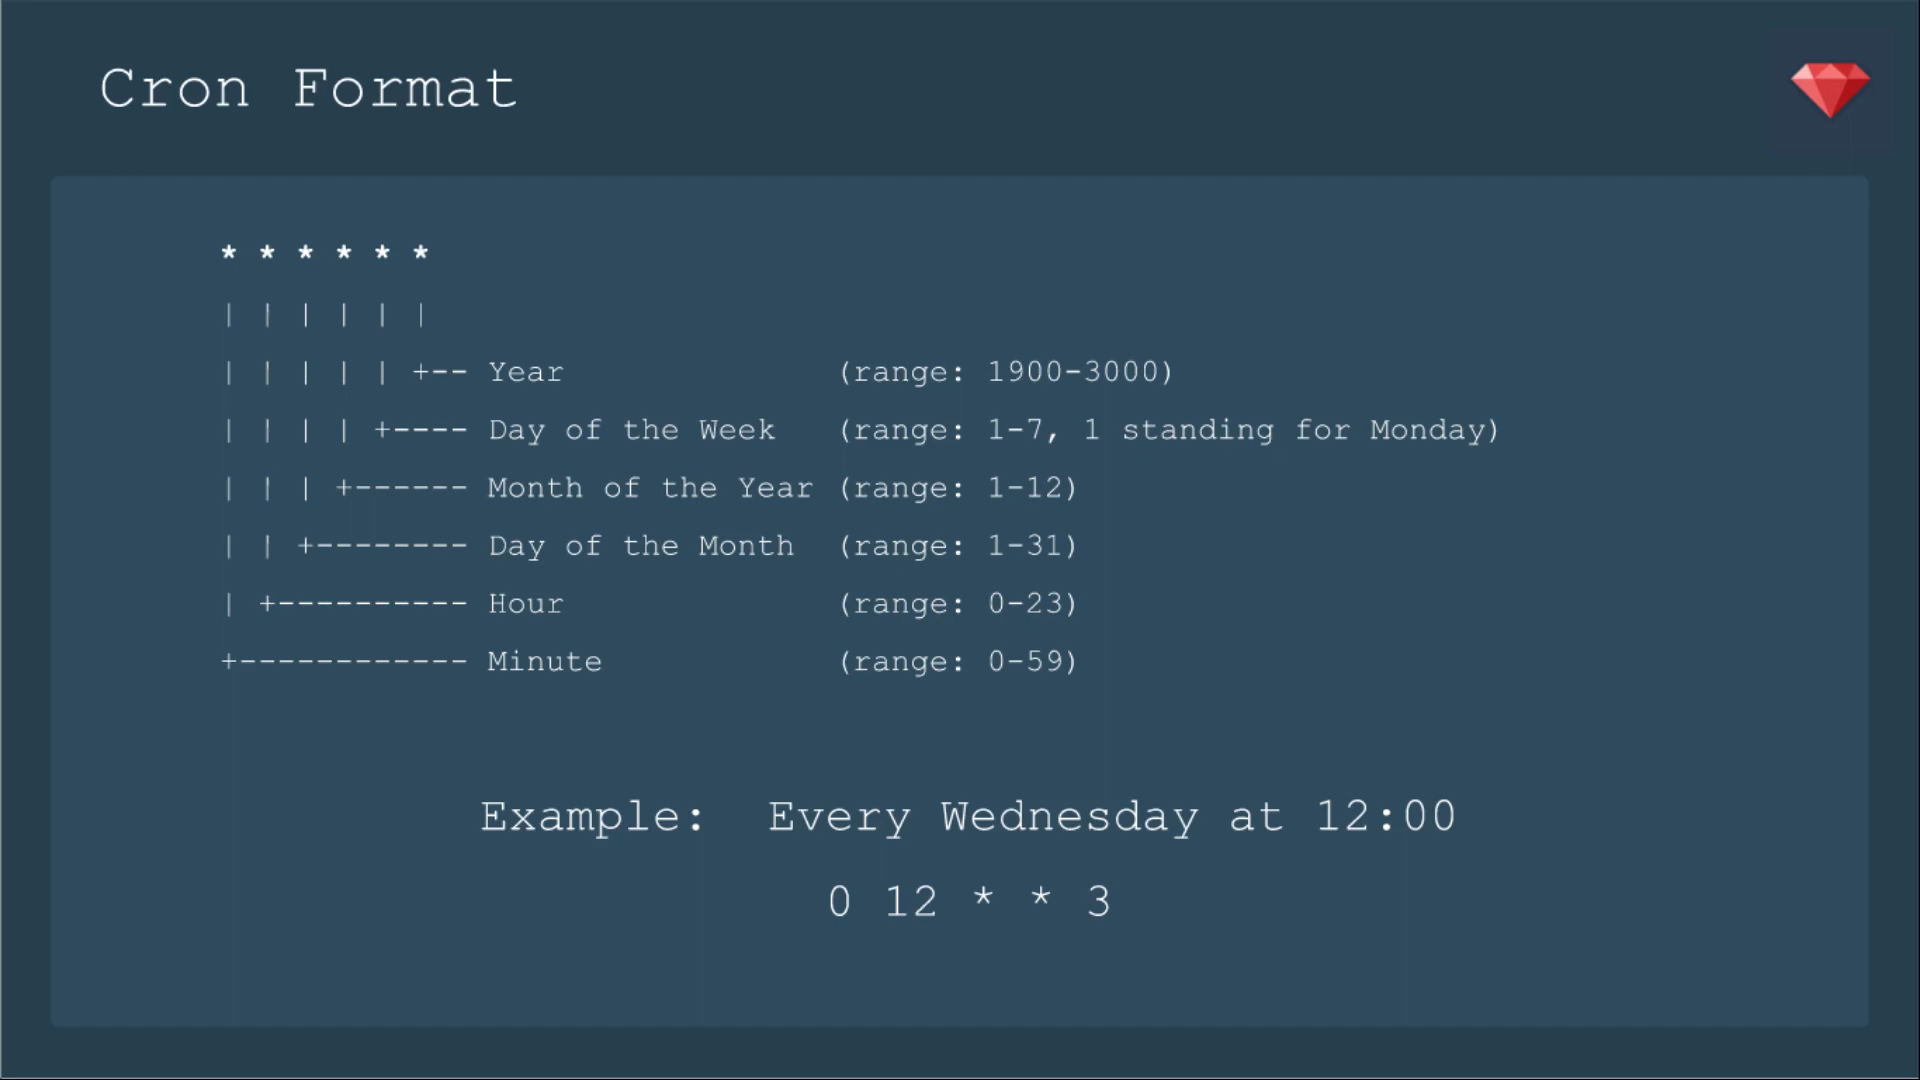 Cron Format
* * * * * *
| | | | | |
| | | | | +-- Year (range: 1900-3000)
| | | | +---- Day of the Week (range: 1-7, 1 standing for Monday)
| | | +------ Month of the Year (range: 1-12)
| | +-------- Day of the Month (range: 1-31)
| +---------- Hour (range: 0-23)
+------------ Minute (range: 0-59)
Example: Every Wednesday at 12:00
0 12 * * 3